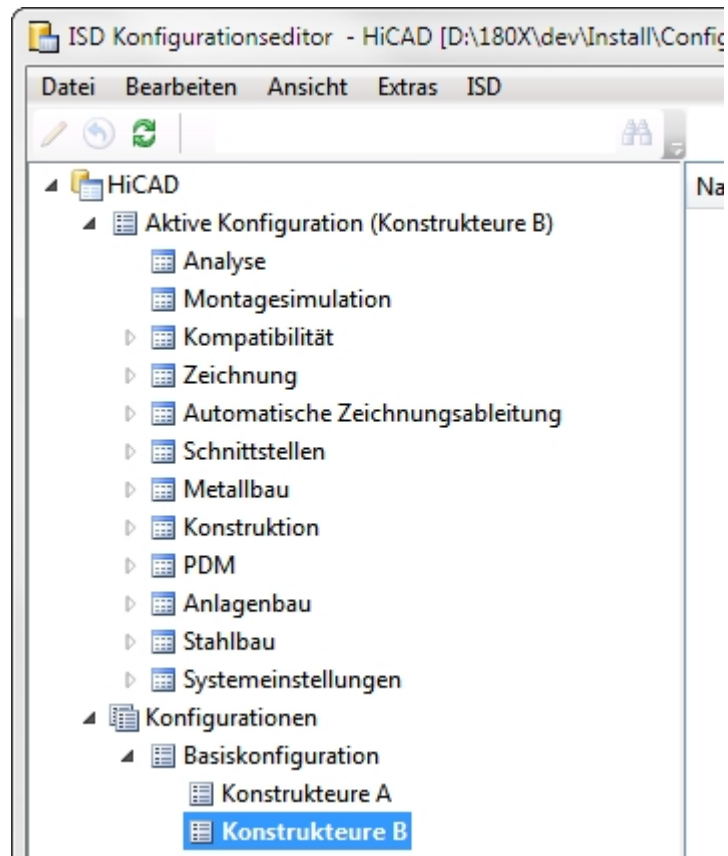 ISD Konfigurationseditor - HiCAD [D:\180X\dev\Install\Config
Datei Bearbeiten Ansicht Extras ISD
HiCAD
Na
Aktive Konfiguration (Konstrukteure B)
Analyse
Montagesimulation
Kompatibilität
Zeichnung
Automatische Zeichnungsableitung
Schnittstellen
Metallbau
Konstruktion
PDM
Anlagenbau
Stahlbau
Systemeinstellungen
Konfigurationen
Basiskonfiguration
Konstrukteure A
Konstrukteure B